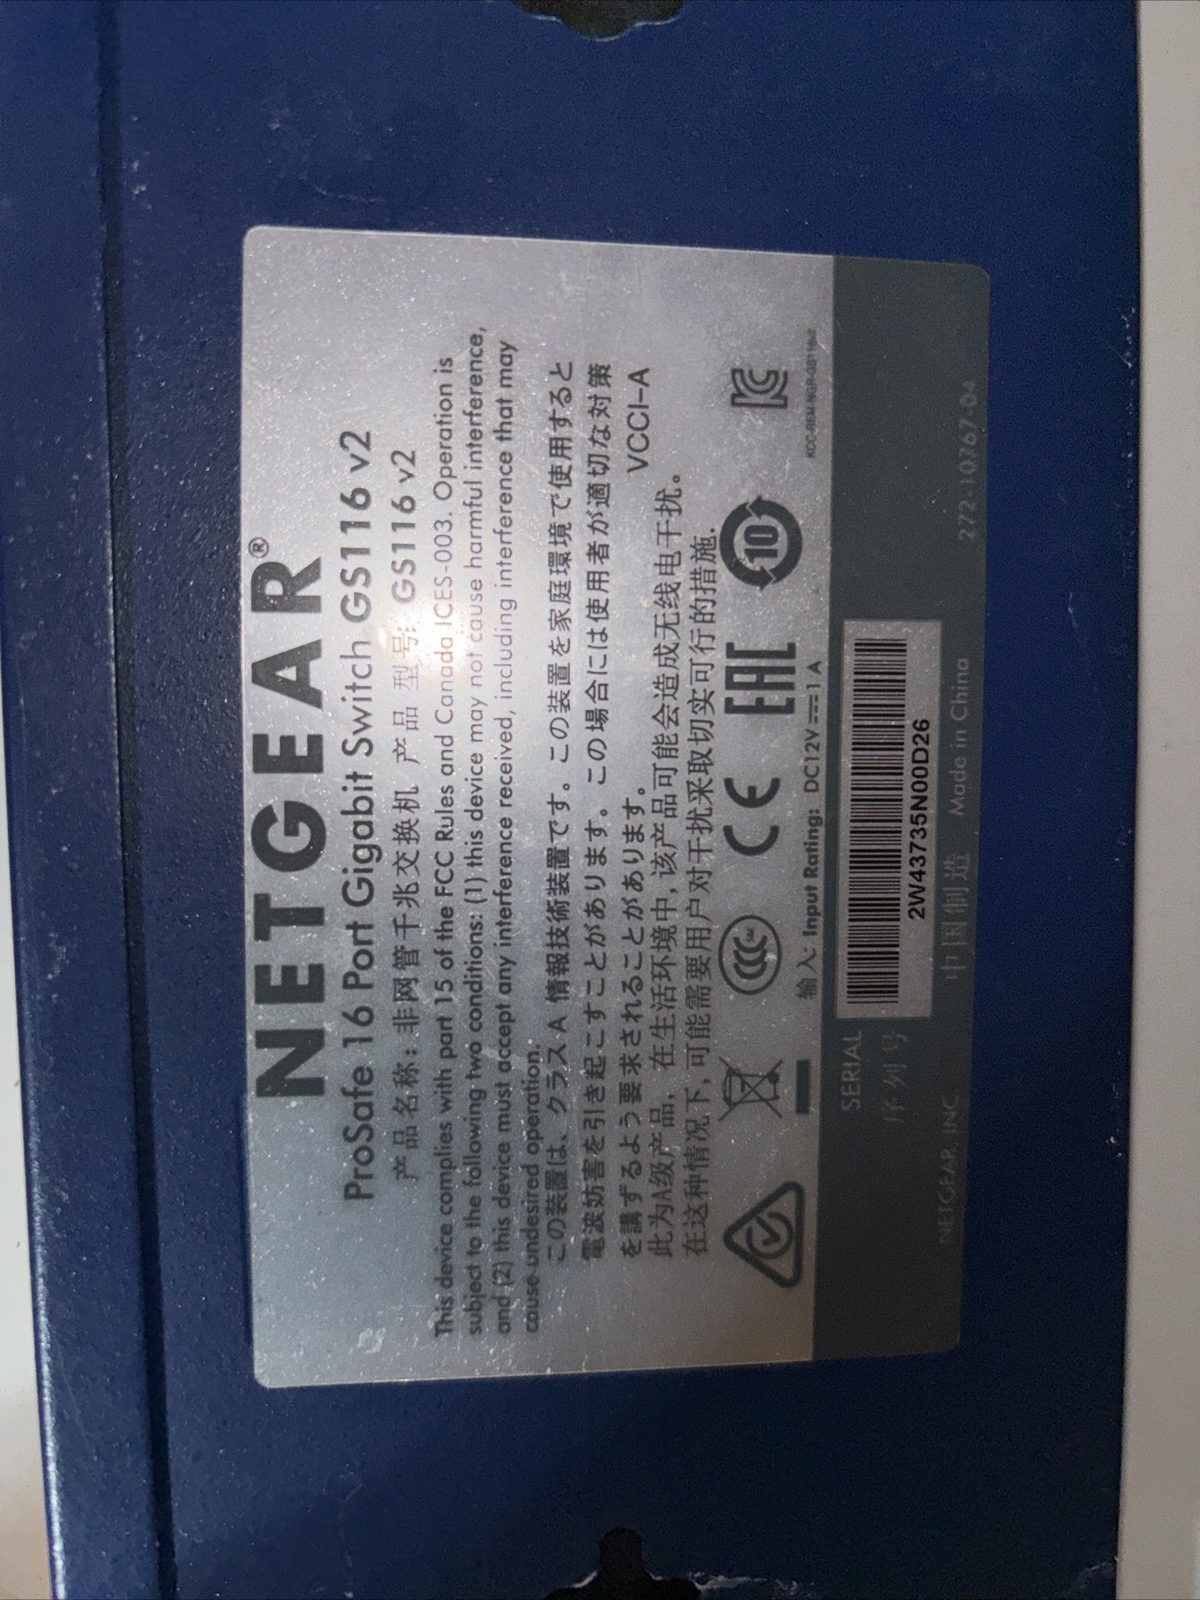 NETGEAR®
ProSafe 16 Port Gigabit Switch GS116 v2
产品名称: 非网管千兆交换机 产品 型号: GS116 v2
This device complies with part 15 of the FCC Rules and Canada ICES-003. Operation is
subject to the following two conditions: (1) this device may not cause harmful interference,
and (2) this device must accept any interference received, including interference that may
cause undesired operation.
この装置は、クラス A 情報技術装置です。この装置を家庭環境で使用すると
電波妨害を引き起こすことがあります。この場合には使用者が適切な対策
を講ずるよう要求されることがあります。 VCCI-A
此为A级产品, 在生活环境中, 该产品可能会造成无线电干扰。
在这种情况下, 可能需要用户对干扰采取切实可行的措施.
CCC CE EAC 10 KC
KCC-REM-NGR-GS116v2
输入: Input Rating: DC12V⎓1 A
SERIAL
序列号
2W43735N00D26
NETGEAR, INC 中国制造 Made in China 272-10767-04